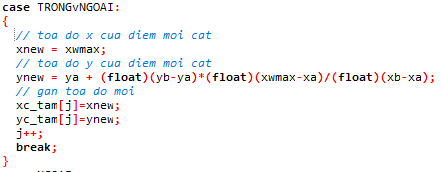 case TRONGvNGOAI:
{
// toa do x cua diem moi cat
xnew = xwmax;
// toa do y cua diem moi cat
ynew = ya + (float)(yb-ya)*(float)(xwmax-xa)/(float)(xb-xa);
// gan toa do moi
xc_tam[j]=xnew;
yc_tam[j]=ynew;
j++;
break;
}